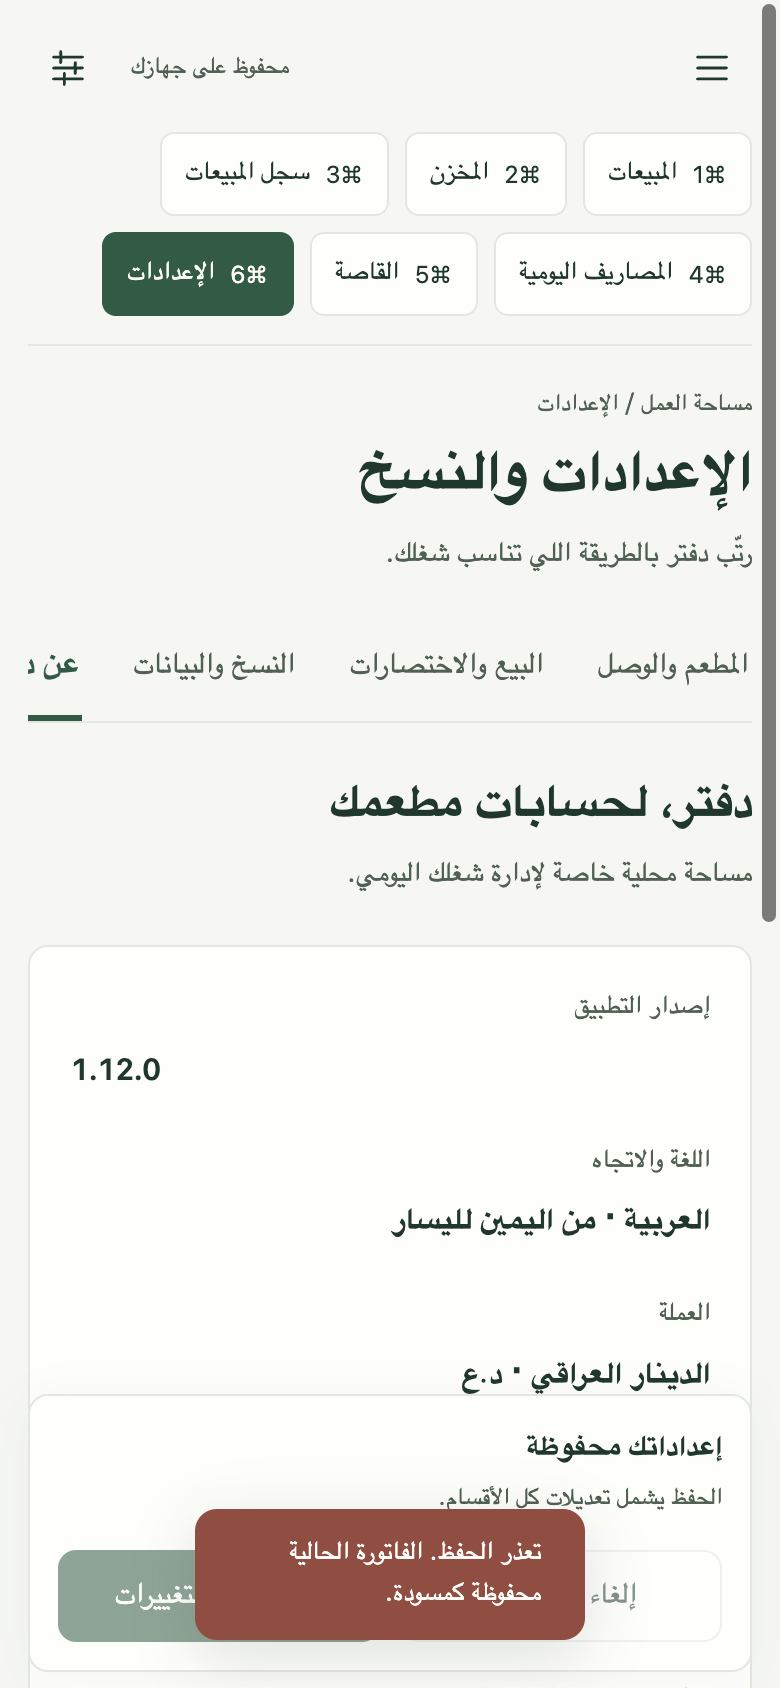 محفوظ على جهازك
⌘1 المبيعات
⌘2 المخزن
⌘3 سجل المبيعات
⌘4 المصاريف اليومية
⌘5 القاصة
⌘6 الإعدادات
مساحة العمل / الإعدادات
الإعدادات والنسخ
رتّب دفتر بالطريقة اللي تناسب شغلك.
المطعم والوصل
البيع والاختصارات
النسخ والبيانات
عن
دفتر، لحسابات مطعمك
مساحة محلية خاصة لإدارة شغلك اليومي.
إصدار التطبيق
1.12.0
اللغة والاتجاه
العربية · من اليمين لليسار
العملة
الدينار العراقي · د.ع
إعداداتك محفوظة
الحفظ يشمل تعديلات كل الأقسام.
تعذر الحفظ. الفاتورة الحالية
محفوظة كمسودة.
إلغاء